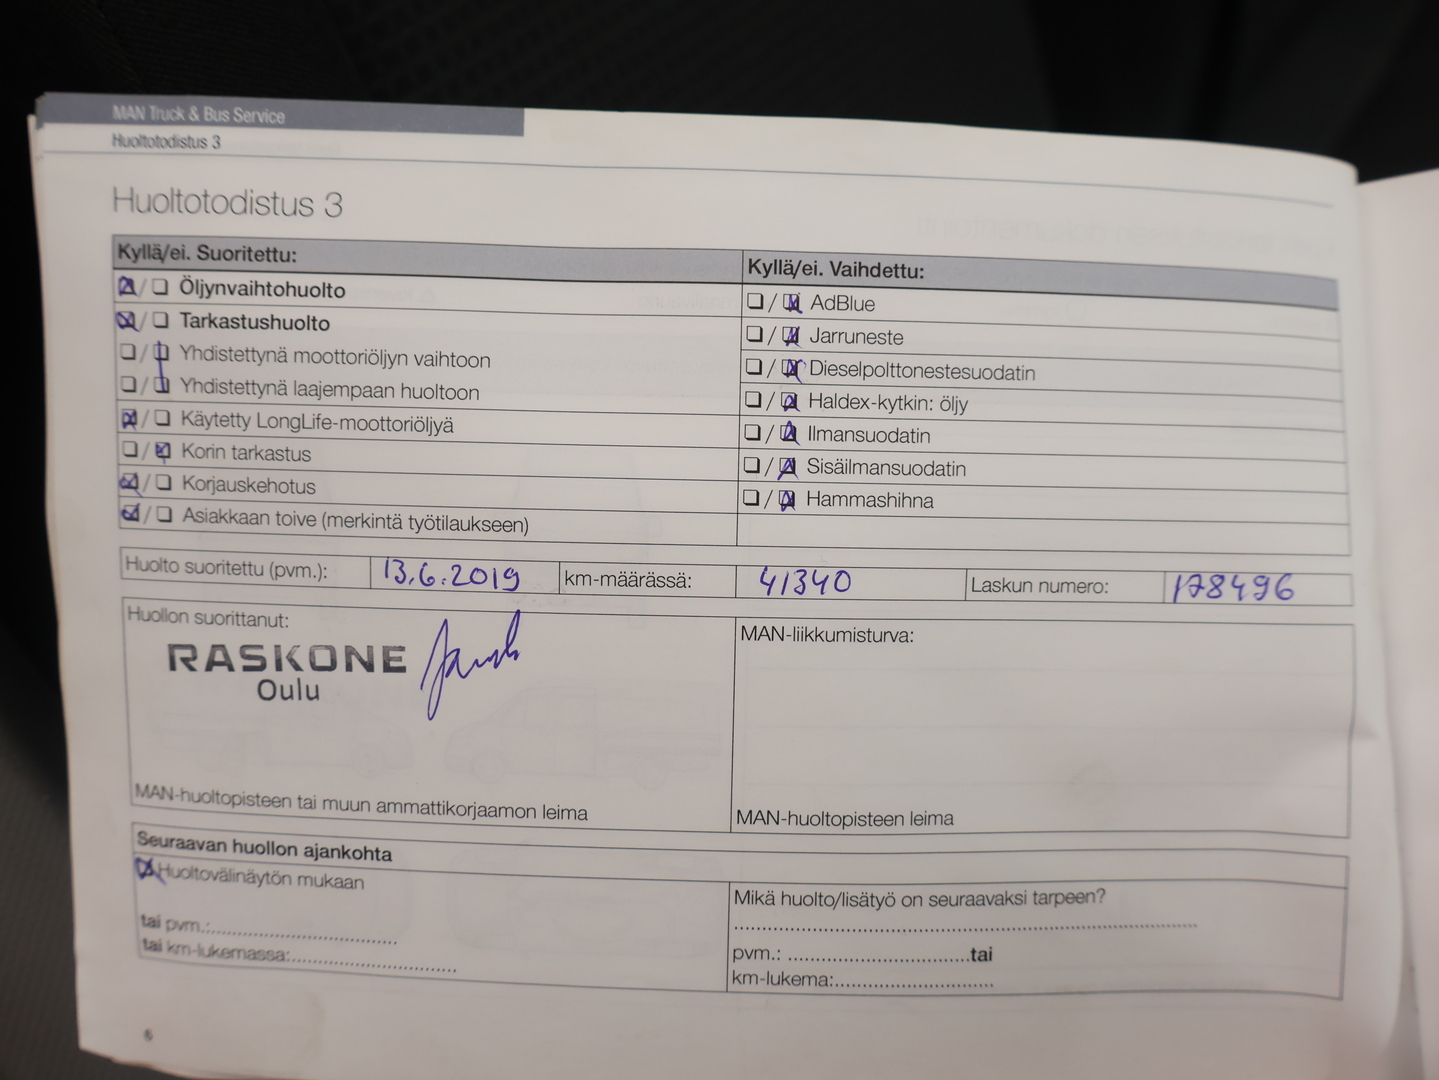 MAN Truck & Bus Service
Huoltotodistus 3
Huoltotodistus 3
Kyllä/ei. Suoritettu:
Öljynvaihtohuolto
Tarkastushuolto
Yhdistettynä moottoriöljyn vaihtoon
Yhdistettynä laajempaan huoltoon
Käytetty LongLife-moottoriöljyä
Korin tarkastus
Korjauskehotus
Asiakkaan toive (merkintä työtilaukseen)
Kyllä/ei. Vaihdettu:
AdBlue
Jarruneste
Dieselpolttonestesuodatin
Haldex-kytkin: öljy
Ilmansuodatin
Sisäilmansuodatin
Hammashihna
Huolto suoritettu (pvm.): 13.6.2019 km-määrässä: 41340 Laskun numero: 178496
Huollon suorittanut:
RASKONE
Oulu
MAN-huoltopisteen tai muun ammattikorjaamon leima
MAN-liikkumisturva:
MAN-huoltopisteen leima
Seuraavan huollon ajankohta
Huoltovälinäytön mukaan
tai pvm.:
tai km-lukemassa:
Mikä huolto/lisätyö on seuraavaksi tarpeen?
pvm.: tai
km-lukema:
6